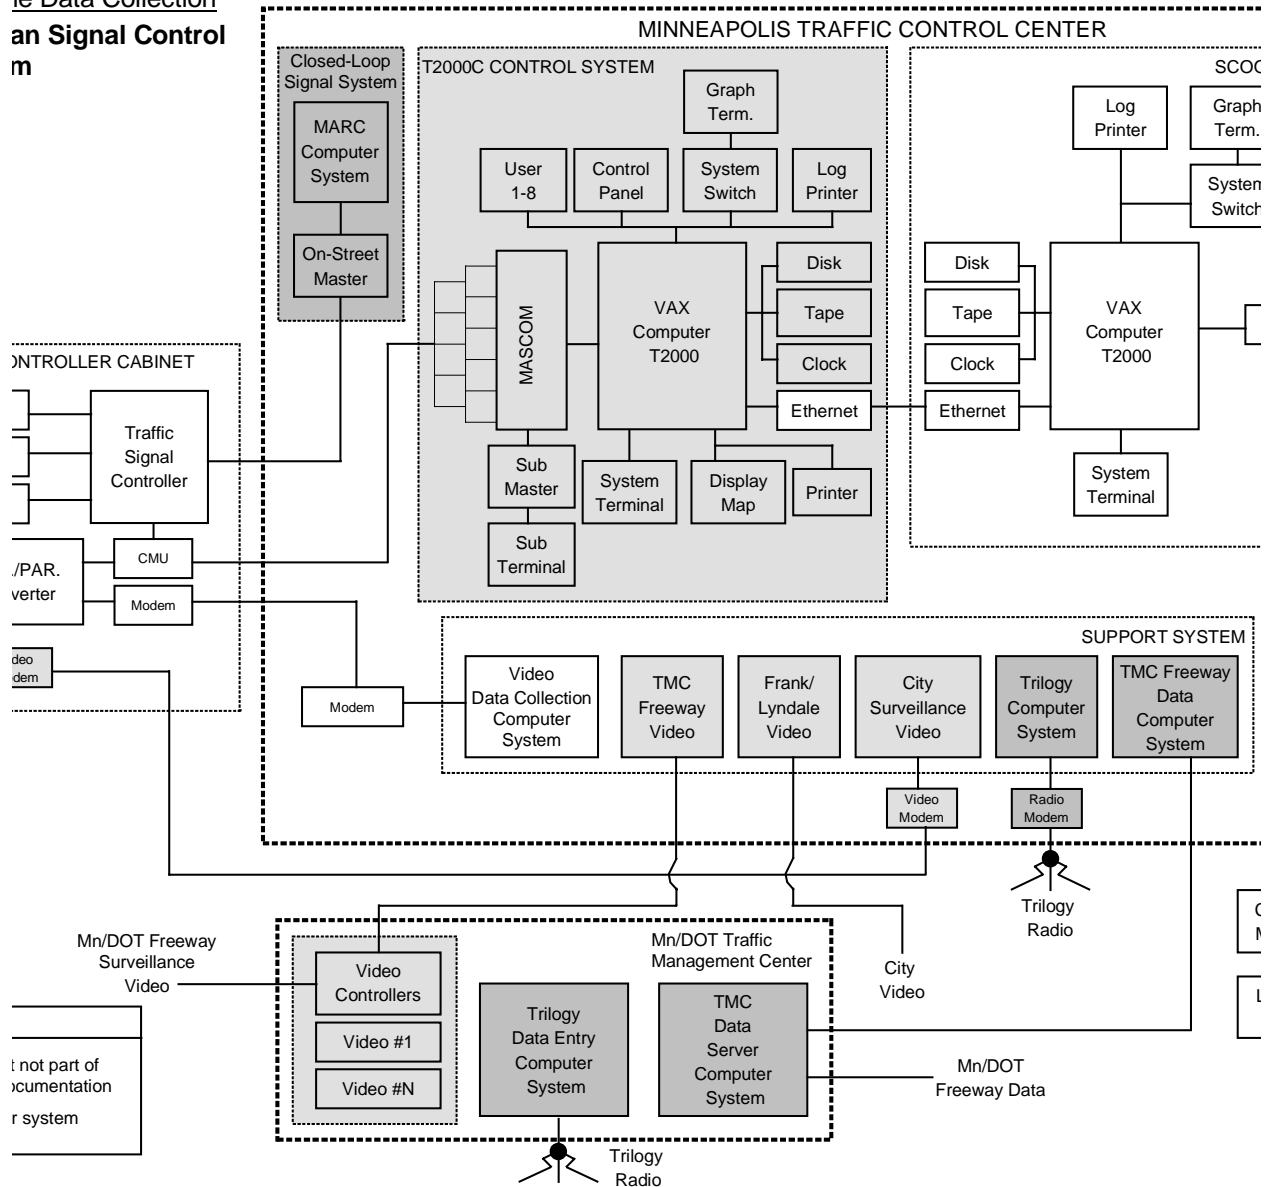 Data Collection
Signal Control
MINNEAPOLIS TRAFFIC CONTROL CENTER
Closed-Loop
Signal System
MARC
Computer
System
On-Street
Master
T2000C CONTROL SYSTEM
Graph
Term.
User
1-8
Control
Panel
System
Switch
Log
Printer
MASCOM
VAX
Computer
T2000
Disk
Tape
Clock
Ethernet
Sub
Master
Sub
Terminal
System
Terminal
Display
Map
Printer
Log
Printer
Graph
Term.
System
Switch
Disk
Tape
Clock
Ethernet
VAX
Computer
T2000
System
Terminal
CABINET
Traffic
Signal
Controller
CMU
Modem
/PAR.
Modem
SUPPORT SYSTEM
Video
Data Collection
Computer
System
TMC
Freeway
Video
Frank/
Lyndale
Video
City
Surveillance
Video
Trilogy
Computer
System
TMC Freeway
Data
Computer
System
Video
Modem
Radio
Modem
Trilogy
Radio
Mn/DOT Freeway
Surveillance
Video
Video
Controllers
Video #1
Video #N
Trilogy
Data Entry
Computer
System
Mn/DOT Traffic
Management Center
TMC
Data
Server
Computer
System
City
Video
Mn/DOT
Freeway Data
Trilogy
Radio
not part of
system